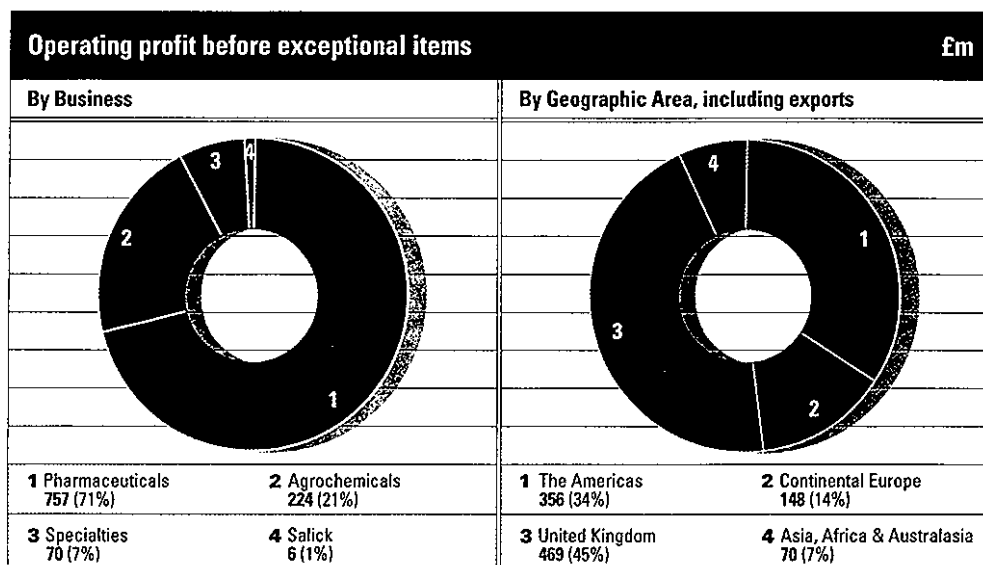 Operating profit before exceptional items £m
By Business
3 4
2
1
1 Pharmaceuticals 2 Agrochemicals
757 (71%) 224 (21%)
3 Specialties 4 Salick
70 (7%) 6 (1%)
By Geographic Area, including exports
4
1
3
2
1 The Americas 2 Continental Europe
356 (34%) 148 (14%)
3 United Kingdom 4 Asia, Africa & Australasia
469 (45%) 70 (7%)